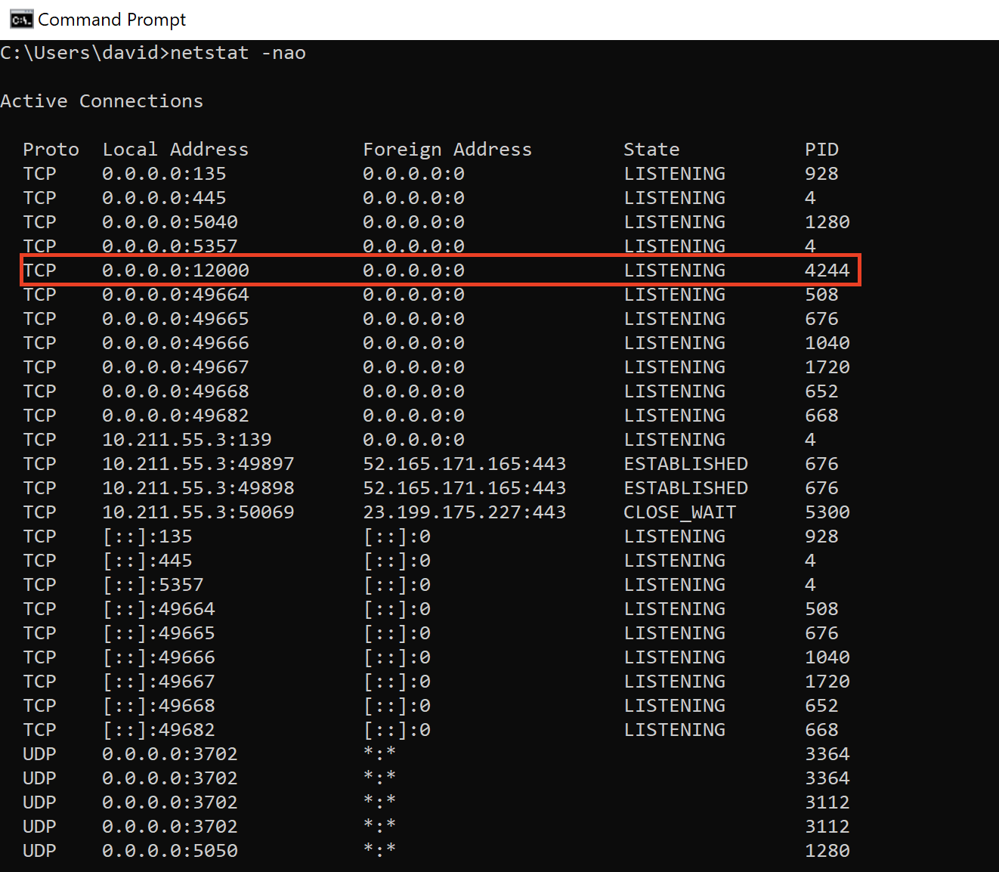 Command Prompt
C:\Users\david>netstat -nao
Active Connections
Proto Local Address Foreign Address State PID
TCP 0.0.0.0:135 0.0.0.0:0 LISTENING 928
TCP 0.0.0.0:445 0.0.0.0:0 LISTENING 4
TCP 0.0.0.0:5040 0.0.0.0:0 LISTENING 1280
TCP 0.0.0.0:5357 0.0.0.0:0 LISTENING 4
TCP 0.0.0.0:12000 0.0.0.0:0 LISTENING 4244
TCP 0.0.0.0:49664 0.0.0.0:0 LISTENING 508
TCP 0.0.0.0:49665 0.0.0.0:0 LISTENING 676
TCP 0.0.0.0:49666 0.0.0.0:0 LISTENING 1040
TCP 0.0.0.0:49667 0.0.0.0:0 LISTENING 1720
TCP 0.0.0.0:49668 0.0.0.0:0 LISTENING 652
TCP 0.0.0.0:49682 0.0.0.0:0 LISTENING 668
TCP 10.211.55.3:139 0.0.0.0:0 LISTENING 4
TCP 10.211.55.3:49897 52.165.171.165:443 ESTABLISHED 676
TCP 10.211.55.3:49898 52.165.171.165:443 ESTABLISHED 676
TCP 10.211.55.3:50069 23.199.175.227:443 CLOSE_WAIT 5300
TCP [::]:135 [::]:0 LISTENING 928
TCP [::]:445 [::]:0 LISTENING 4
TCP [::]:5357 [::]:0 LISTENING 4
TCP [::]:49664 [::]:0 LISTENING 508
TCP [::]:49665 [::]:0 LISTENING 676
TCP [::]:49666 [::]:0 LISTENING 1040
TCP [::]:49667 [::]:0 LISTENING 1720
TCP [::]:49668 [::]:0 LISTENING 652
TCP [::]:49682 [::]:0 LISTENING 668
UDP 0.0.0.0:3702 *:* 3364
UDP 0.0.0.0:3702 *:* 3364
UDP 0.0.0.0:3702 *:* 3112
UDP 0.0.0.0:3702 *:* 3112
UDP 0.0.0.0:5050 *:* 1280